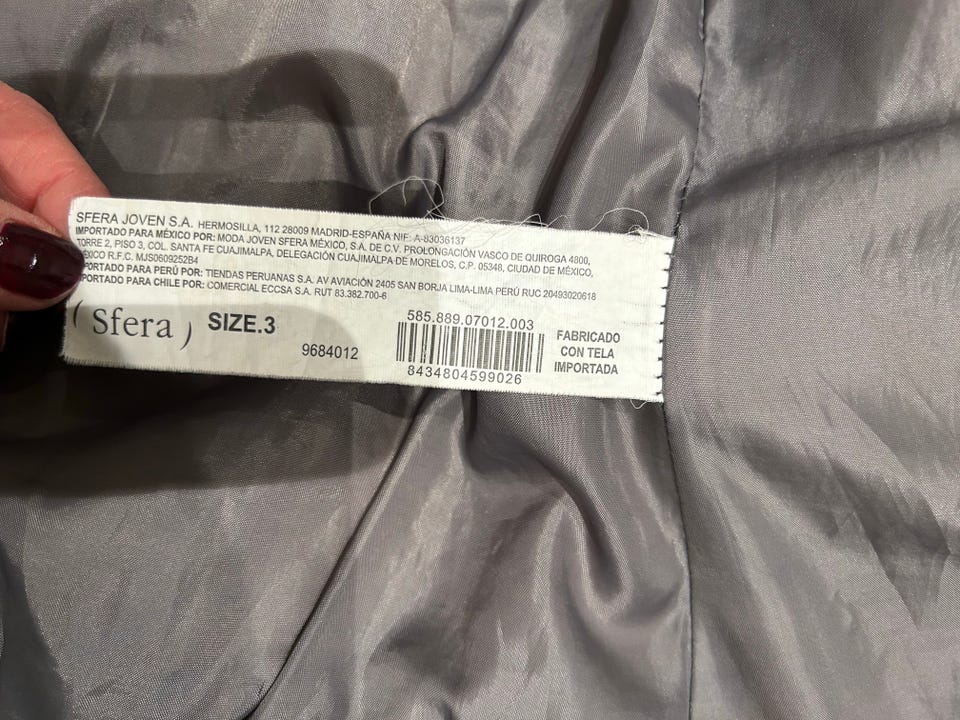 SFERA JOVEN S.A. HERMOSILLA, 112 28009 MADRID-ESPAÑA NIF: A-83036137
IMPORTADO PARA MÉXICO POR: MODA JOVEN SFERA MÉXICO, S.A. DE C.V. PROLONGACIÓN VASCO DE QUIROGA 4800,
TORRE 2, PISO 3, COL. SANTA FE CUAJIMALPA, DELEGACIÓN CUAJIMALPA DE MORELOS, C.P. 05348, CIUDAD DE MÉXICO,
MÉXICO R.F.C. MJS0609252B4
IMPORTADO PARA PERÚ POR: TIENDAS PERUANAS S.A. AV AVIACIÓN 2405 SAN BORJA LIMA-LIMA PERÚ RUC 20493020618
IMPORTADO PARA CHILE POR: COMERCIAL ECCSA S.A. RUT 83.382.700-6
(Sfera) SIZE.3
9684012
585.889.07012.003
8434804599026
FABRICADO
CON TELA
IMPORTADA